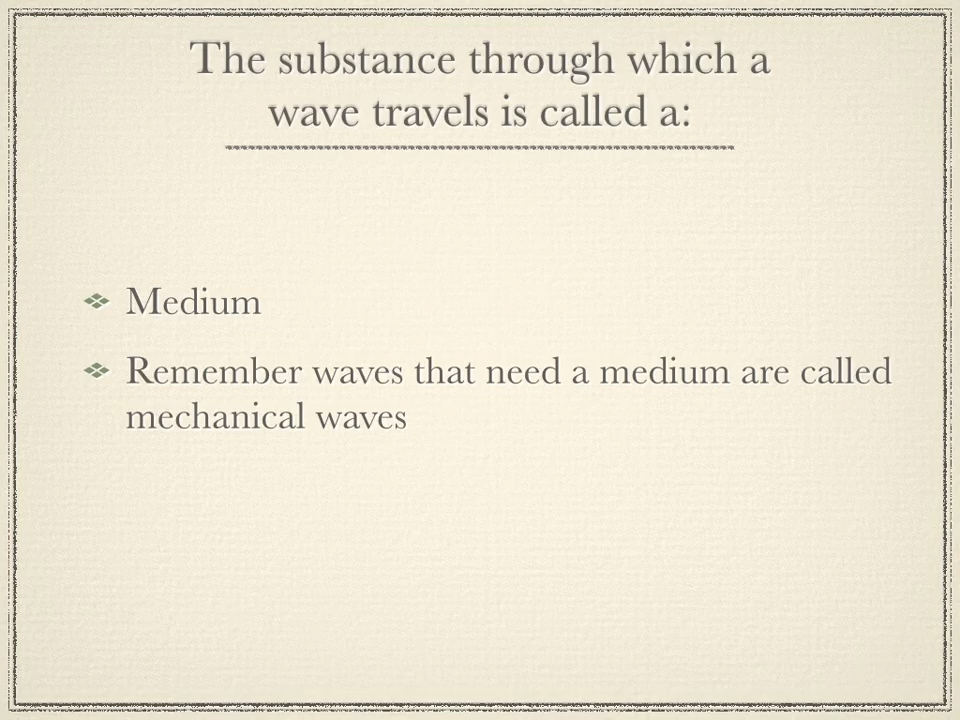 The substance through which a
wave travels is called a:
Medium
Remember waves that need a medium are called
mechanical waves